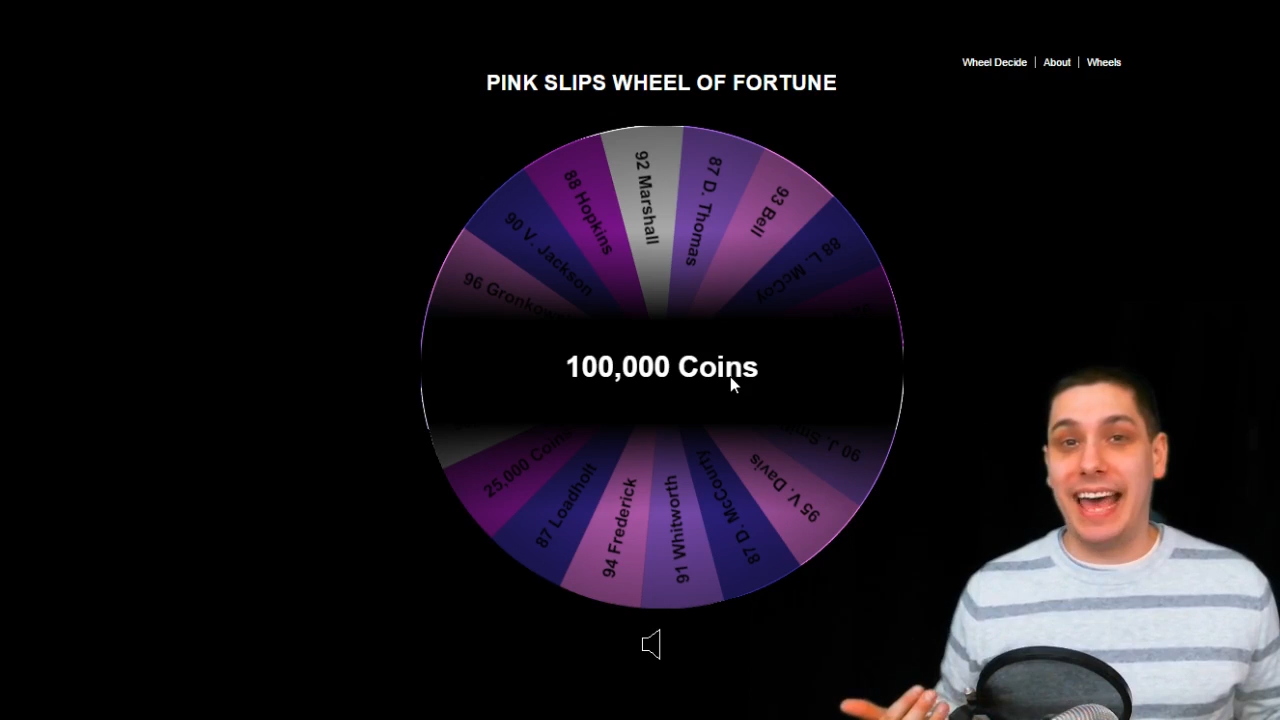 Wheel Decide | About | Wheels
PINK SLIPS WHEEL OF FORTUNE
92 Marshall
87 D. Thomas
93 Bell
88 L. McCoy
90 J. Smi
95 V. Davis
87 D. McCourty
91 Whitworth
94 Frederick
87 Loadholt
25,000 Coins
96 Gronkow
90 V. Jackson
88 Hopkins
100,000 Coins